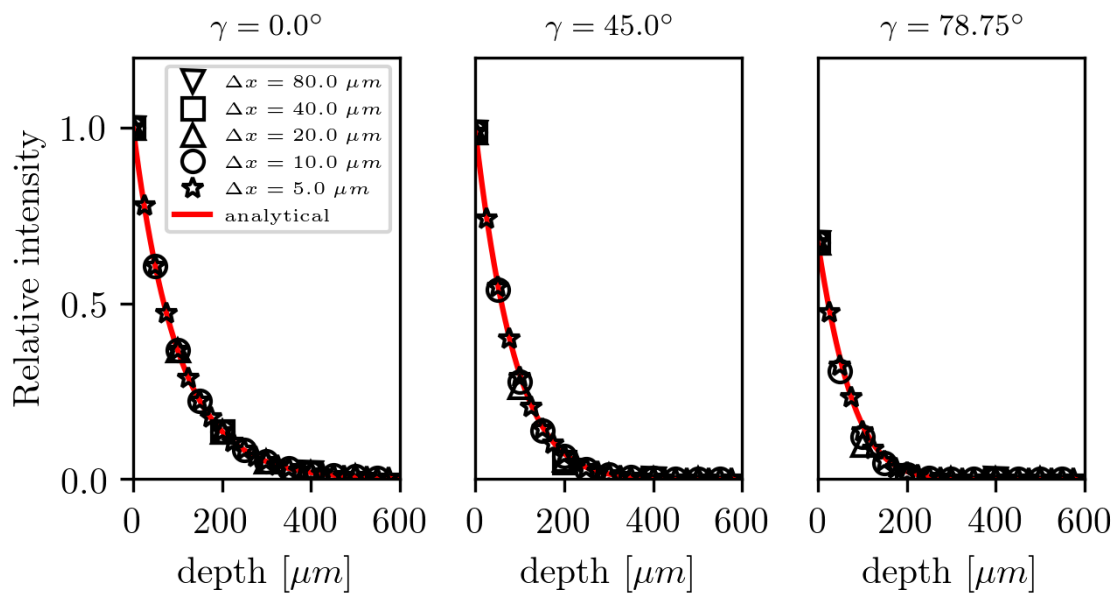 γ = 0.0°
γ = 45.0°
γ = 78.75°
Δx = 80.0 μm
Δx = 40.0 μm
Δx = 20.0 μm
Δx = 10.0 μm
Δx = 5.0 μm
analytical
Relative intensity
1.0
0.5
0.0
0 200 400 600
0 200 400 600
0 200 400 600
depth [μm]
depth [μm]
depth [μm]